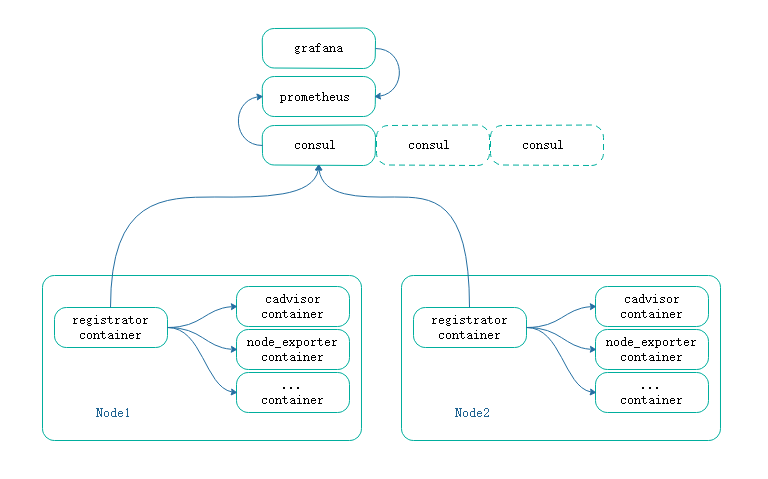 grafana
prometheus
consul
consul
consul
registrator
container
cadvisor
container
node_exporter
container
...
container
Node1
registrator
container
cadvisor
container
node_exporter
container
...
container
Node2